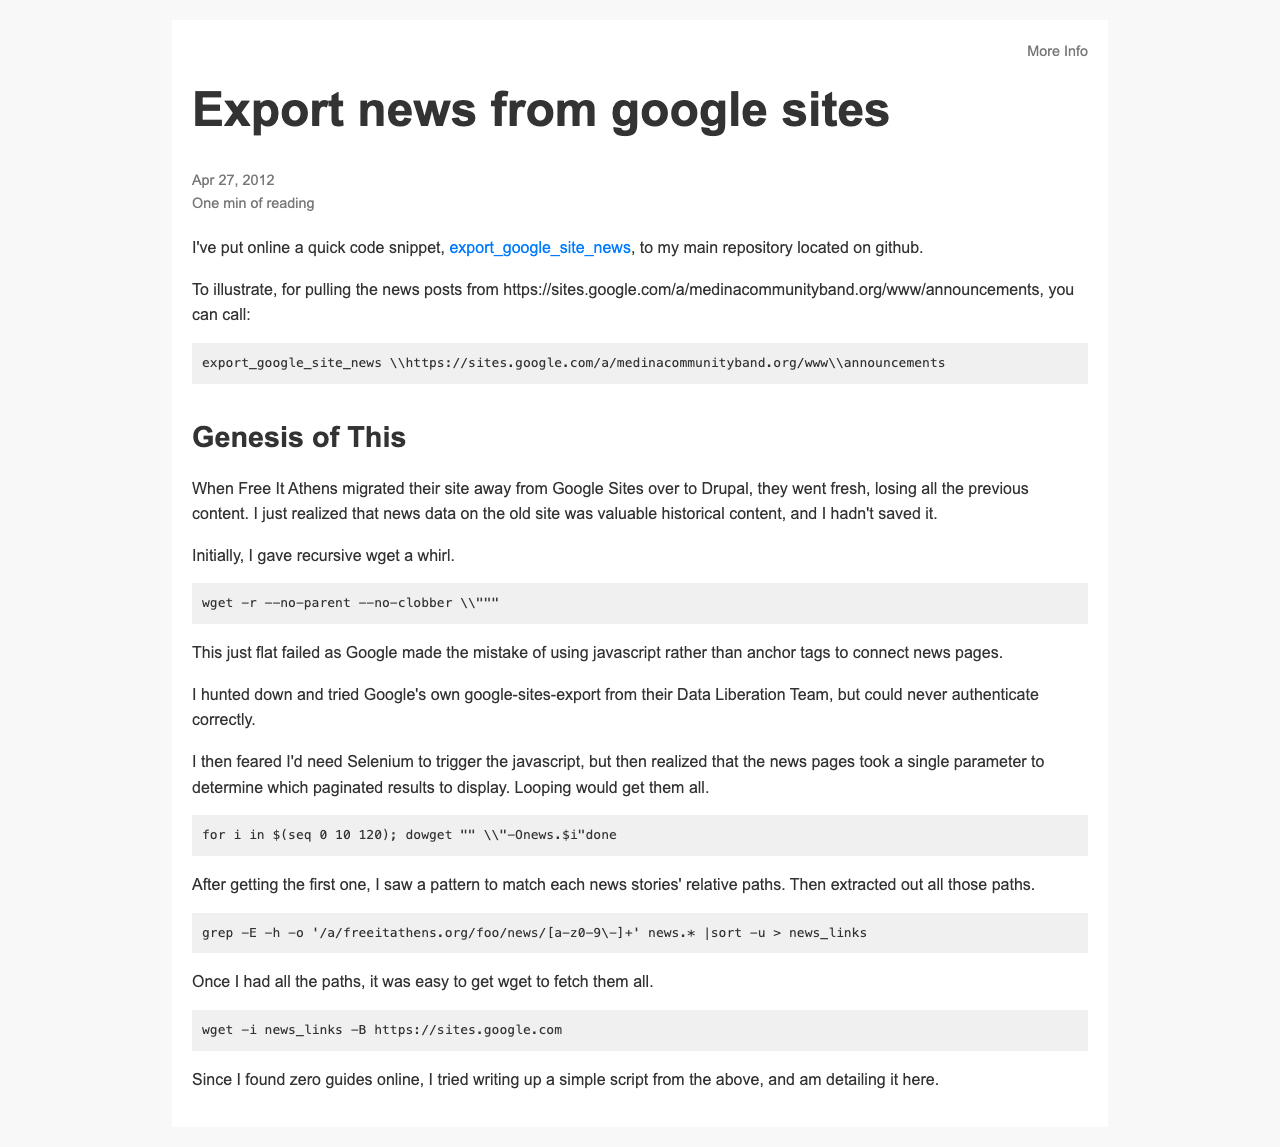 More Info
Export news from google sites
Apr 27, 2012
One min of reading
I've put online a quick code snippet, export_google_site_news, to my main repository located on github.
To illustrate, for pulling the news posts from https://sites.google.com/a/medinacommunityband.org/www/announcements, you
can call:
export_google_site_news \\https://sites.google.com/a/medinacommunityband.org/www\\announcements
Genesis of This
When Free It Athens migrated their site away from Google Sites over to Drupal, they went fresh, losing all the previous
content. I just realized that news data on the old site was valuable historical content, and I hadn't saved it.
Initially, I gave recursive wget a whirl.
wget -r --no-parent --no-clobber \\"""
This just flat failed as Google made the mistake of using javascript rather than anchor tags to connect news pages.
I hunted down and tried Google's own google-sites-export from their Data Liberation Team, but could never authenticate
correctly.
I then feared I'd need Selenium to trigger the javascript, but then realized that the news pages took a single parameter to
determine which paginated results to display. Looping would get them all.
for i in $(seq 0 10 120); dowget "" \\"-Onews.$i"done
After getting the first one, I saw a pattern to match each news stories' relative paths. Then extracted out all those paths.
grep -E -h -o '/a/freeitathens.org/foo/news/[a-z0-9\-]+' news.* |sort -u > news_links
Once I had all the paths, it was easy to get wget to fetch them all.
wget -i news_links -B https://sites.google.com
Since I found zero guides online, I tried writing up a simple script from the above, and am detailing it here.